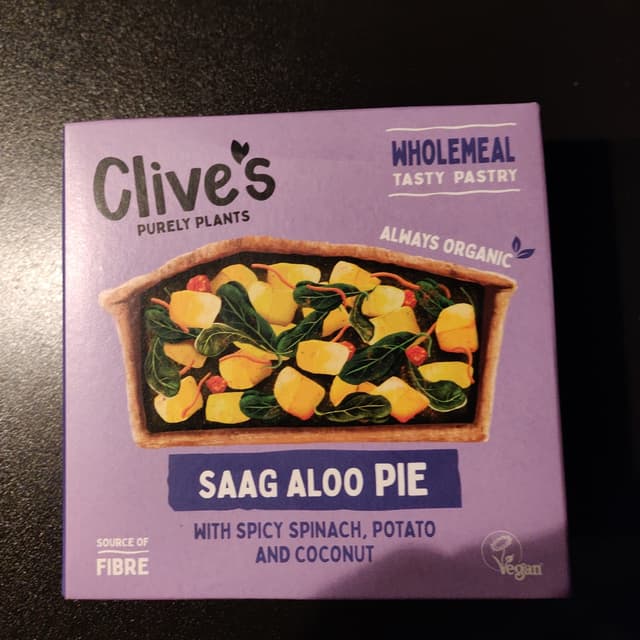 Clive's
PURELY PLANTS
WHOLEMEAL
TASTY PASTRY
ALWAYS ORGANIC
SAAG ALOO PIE
WITH SPICY SPINACH, POTATO
AND COCONUT
SOURCE OF
FIBRE
Vegan